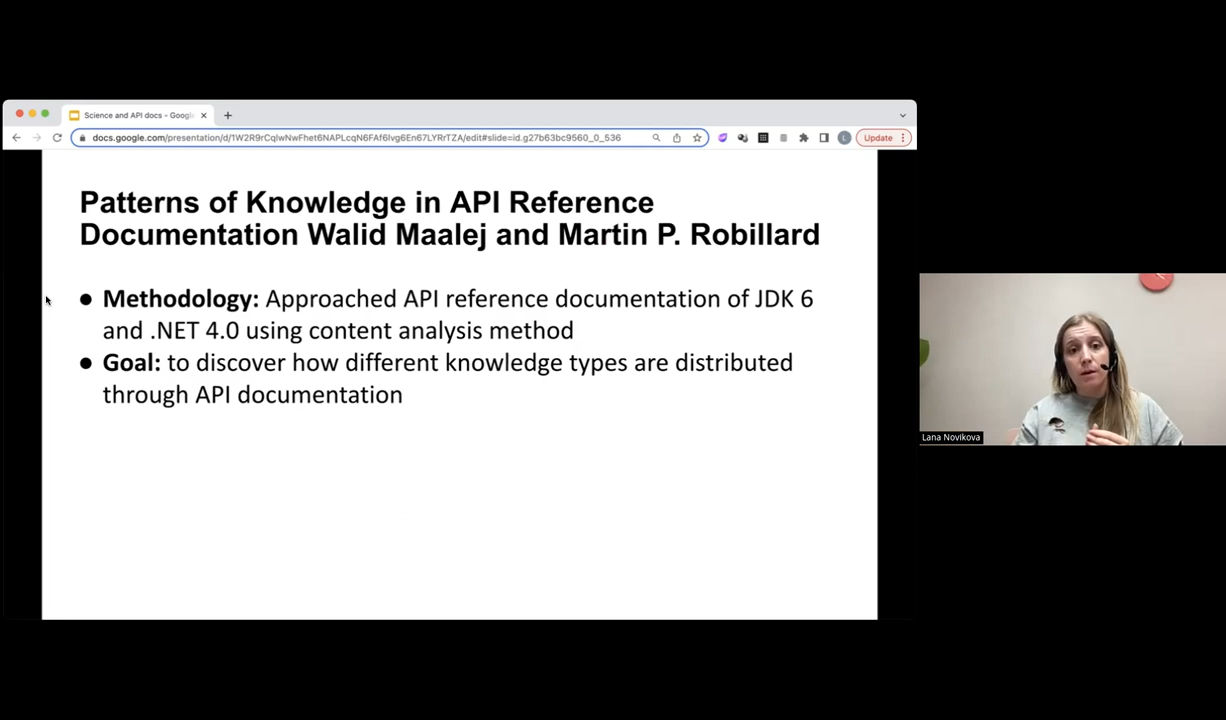 Science and API docs - Googl
docs.google.com/presentation/d/1W2R9rCqlwNwFhet6NAPLcqN6FAf6lvg6En67LYRrTZA/edit#slide=id.g27b63bc9560_0_536
Update
Patterns of Knowledge in API Reference
Documentation Walid Maalej and Martin P. Robillard
● Methodology: Approached API reference documentation of JDK 6
and .NET 4.0 using content analysis method
● Goal: to discover how different knowledge types are distributed
through API documentation
Lana Novikova